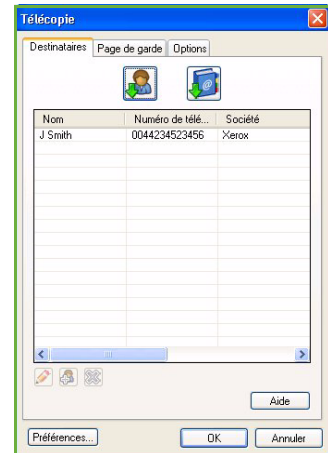 Télécopie
Destinataires Page de garde Options
Nom Numéro de télé... Société
J Smith 0044234523456 Xerox
Aide
Préférences... OK Annuler